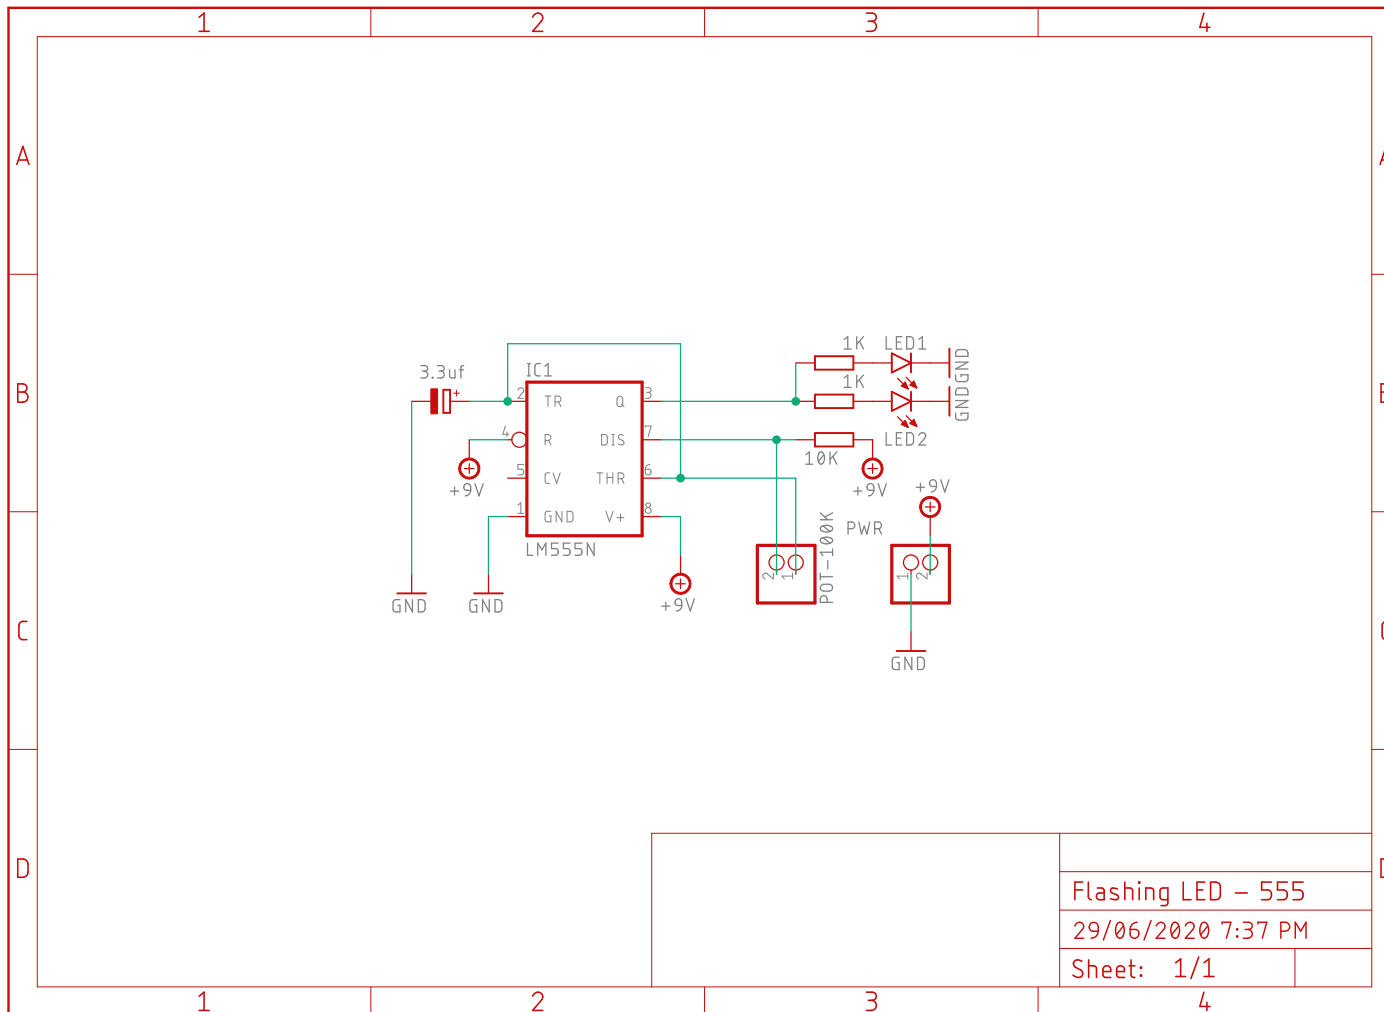 1 2 3 4
A A
IC1
1K LED1
GND
3.3uf
1K
GND
B B
2 TR Q 3
4 R DIS 7
LED2
10K
+9V
5 CV THR 6
+9V
+9V
1 GND V+ 8
PWR
POT-100K
LM555N
2 1
1 2
GND
GND
+9V
C C
GND
D D
Flashing LED - 555
29/06/2020 7:37 PM
Sheet: 1/1
1 2 3 4